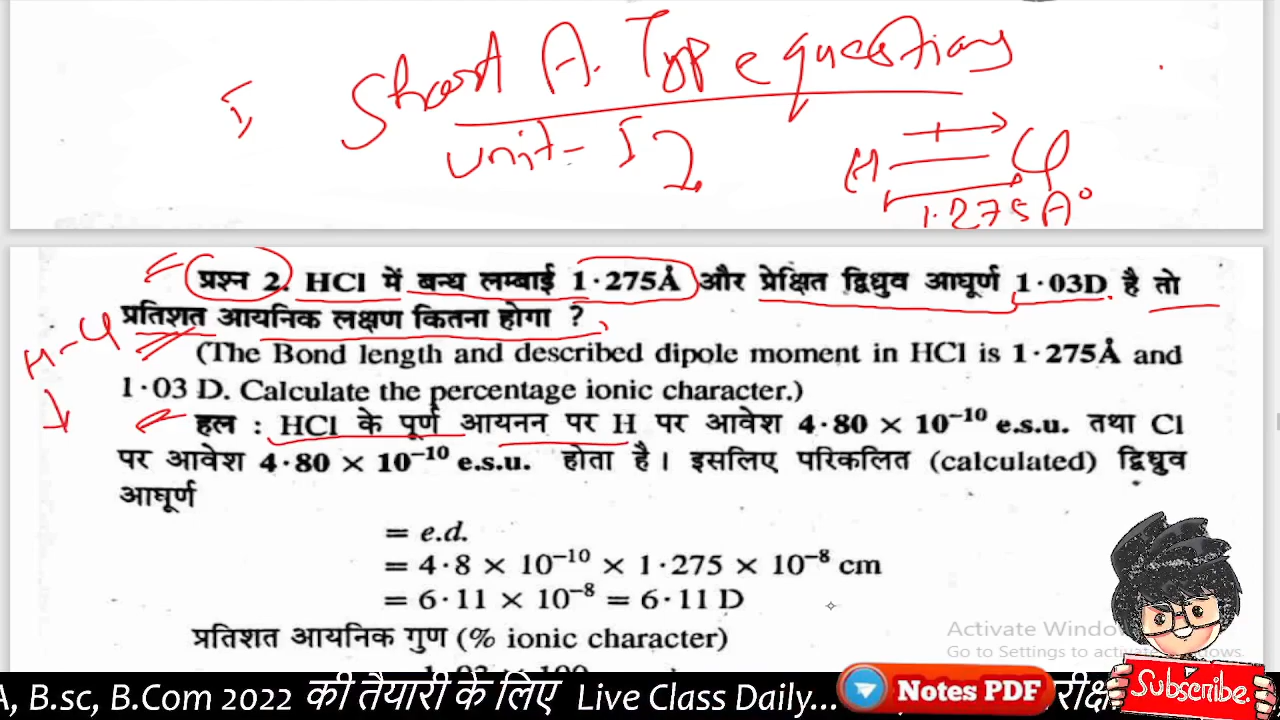 I,
Short A. Type questions
unit- I
H
Cl
1.275A°
प्रश्न 2. HCl में बन्ध लम्बाई 1·275Å और प्रेक्षित द्विध्रुव आघूर्ण 1·03D है तो
प्रतिशत आयनिक लक्षण कितना होगा ?
H-Cl
(The Bond length and described dipole moment in HCl is 1·275Å and
1·03 D. Calculate the percentage ionic character.)
हल : HCl के पूर्ण आयनन पर H पर आवेश 4·80 × 10⁻¹⁰ e.s.u. तथा Cl
पर आवेश 4·80 × 10⁻¹⁰ e.s.u. होता है। इसलिए परिकलित (calculated) द्विध्रुव
आघूर्ण
= e.d.
= 4·8 × 10⁻¹⁰ × 1·275 × 10⁻⁸ cm
= 6·11 × 10⁻⁸ = 6·11 D
प्रतिशत आयनिक गुण (% ionic character)
Activate Windo
Go to Settings to activate Windows.
A, B.sc, B.Com 2022 की तैयारी के लिए Live Class Daily...
Notes PDF
Subscribe